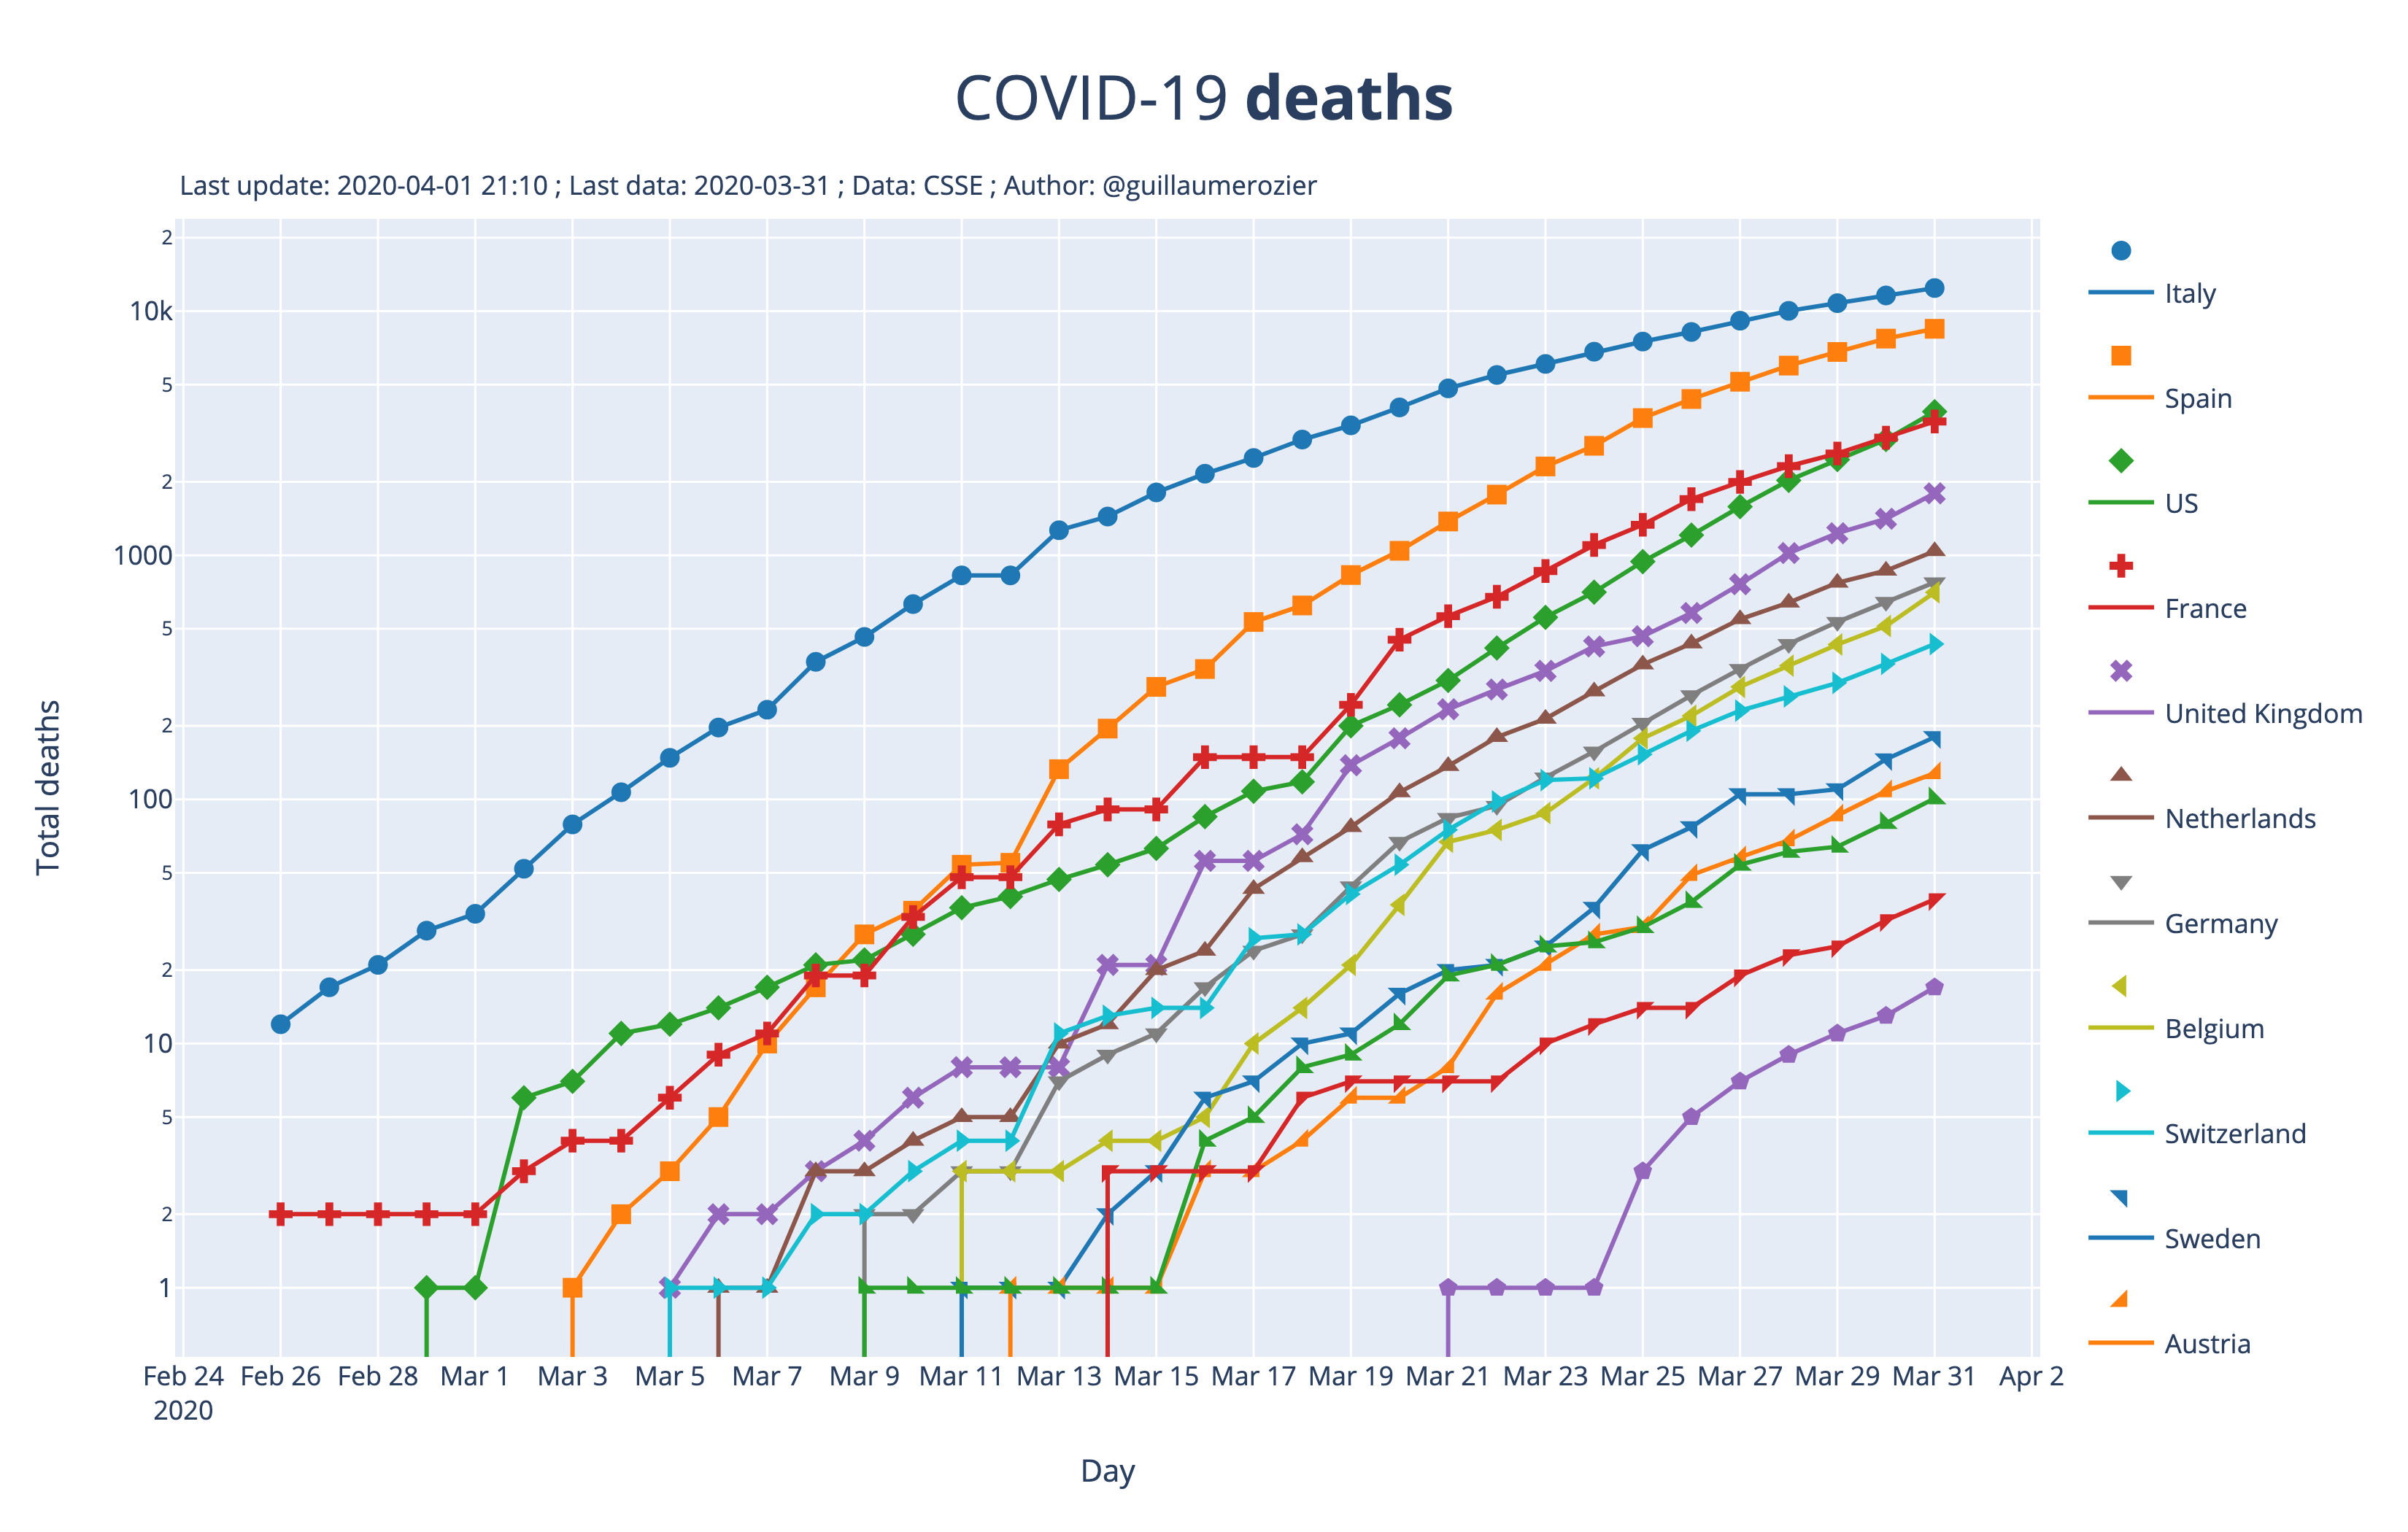 COVID-19 deaths
Last update: 2020-04-01 21:10 ; Last data: 2020-03-31 ; Data: CSSE ; Author: @guillaumerozier
Total deaths
2
10k
5
2
1000
5
2
100
5
2
10
5
2
1
Feb 24 Feb 26 Feb 28 Mar 1 Mar 3 Mar 5 Mar 7 Mar 9 Mar 11 Mar 13 Mar 15 Mar 17 Mar 19 Mar 21 Mar 23 Mar 25 Mar 27 Mar 29 Mar 31 Apr 2
2020
Day
Italy
Spain
US
France
United Kingdom
Netherlands
Germany
Belgium
Switzerland
Sweden
Austria